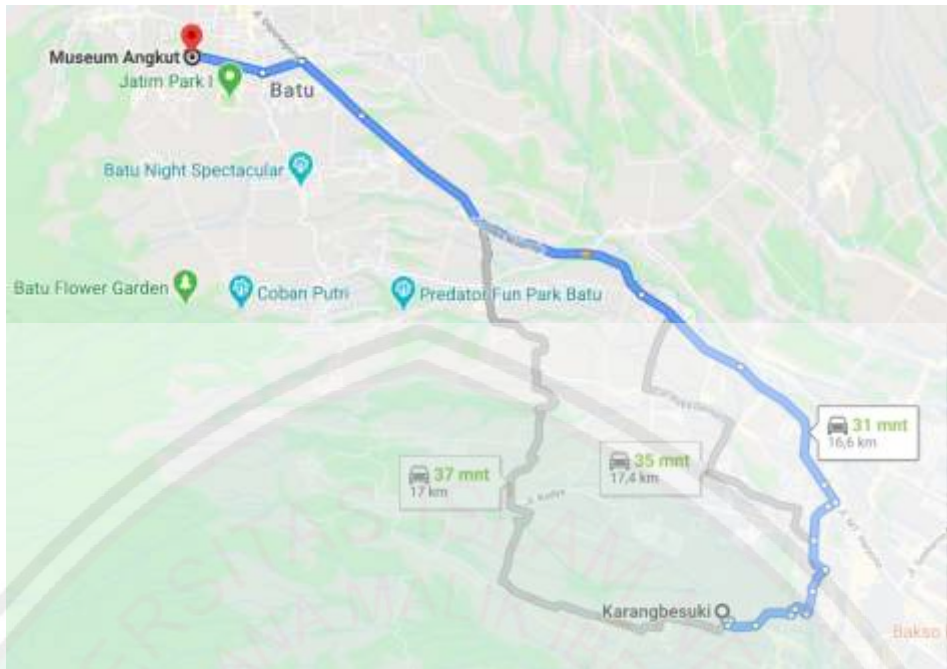 Museum Angkut
Jatim Park I
Batu
Batu Night Spectacular
Batu Flower Garden
Coban Putri
Predator Fun Park Batu
31 mnt
16,6 km
37 mnt
17 km
35 mnt
17,4 km
Karangbesuki
Bakso